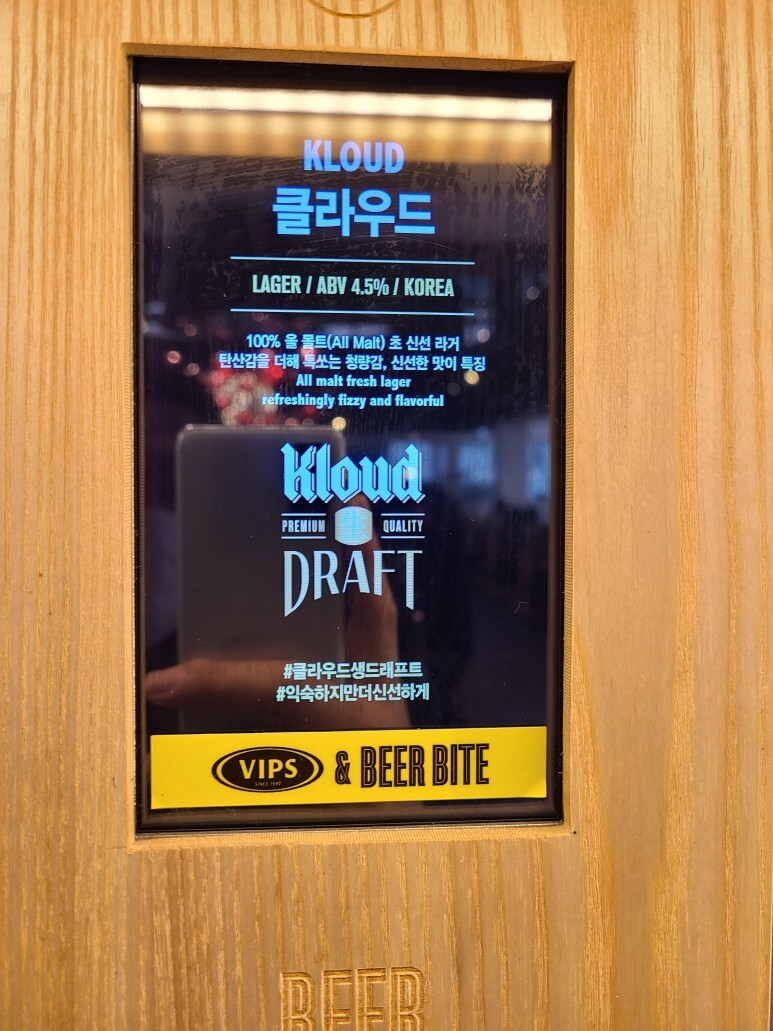 KLOUD
클라우드
LAGER / ABV 4.5% / KOREA
100% 올 몰트(All Malt) 초 신선 라거
탄산감을 더해 톡쏘는 청량감, 신선한 맛이 특징
All malt fresh lager
refreshingly fizzy and flavorful
Kloud
PREMIUM 生 QUALITY
DRAFT
#클라우드생드래프트
#익숙하지만더신선하게
VIPS & BEER BITE
SINCE 1997
BEER